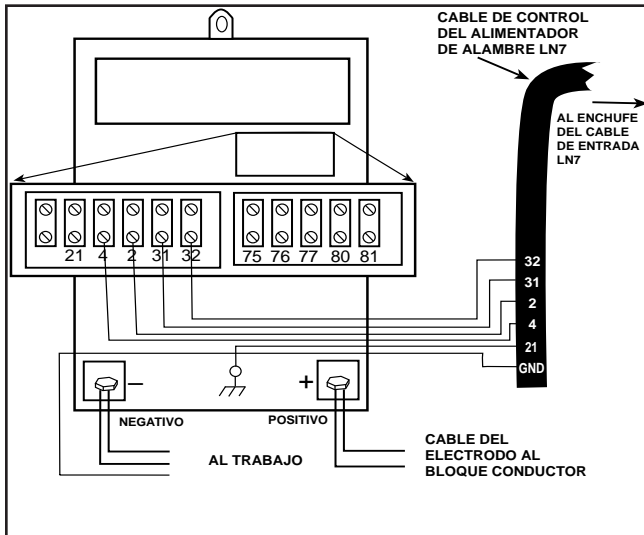 CABLE DE CONTROL
DEL ALIMENTADOR
DE ALAMBRE LN7
AL ENCHUFE
DEL CABLE
DE ENTRADA
LN7
21 4 2 31 32
75 76 77 80 81
32
31
2
4
21
GND
– +
NEGATIVO
POSITIVO
AL TRABAJO
CABLE DEL
ELECTRODO AL
BLOQUE CONDUCTOR